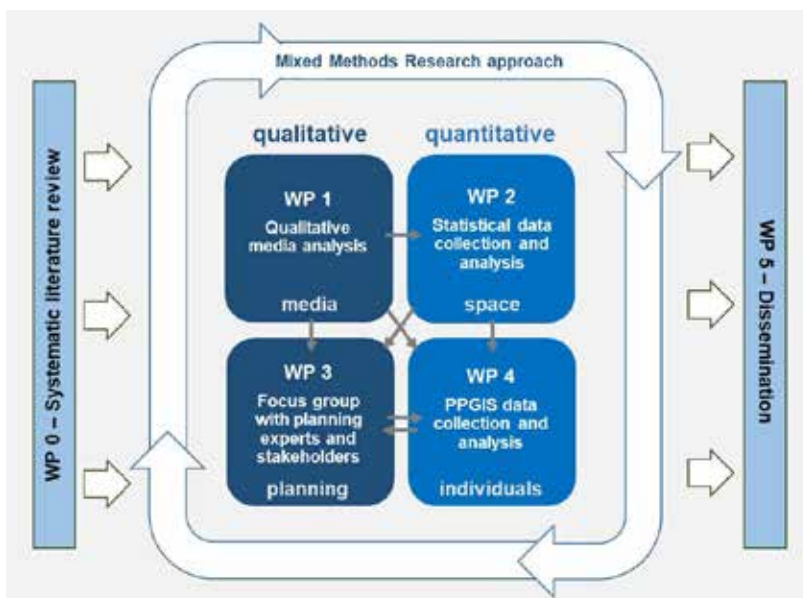 Mixed Methods Research approach
WP 0 – Systematic literature review
qualitative
quantitative
WP 1
Qualitative
media analysis
media
WP 2
Statistical data
collection and
analysis
space
WP 3
Focus group
with planning
experts and
stakeholders
planning
WP 4
PPGIS data
collection and
analysis
individuals
WP 5 – Dissemination